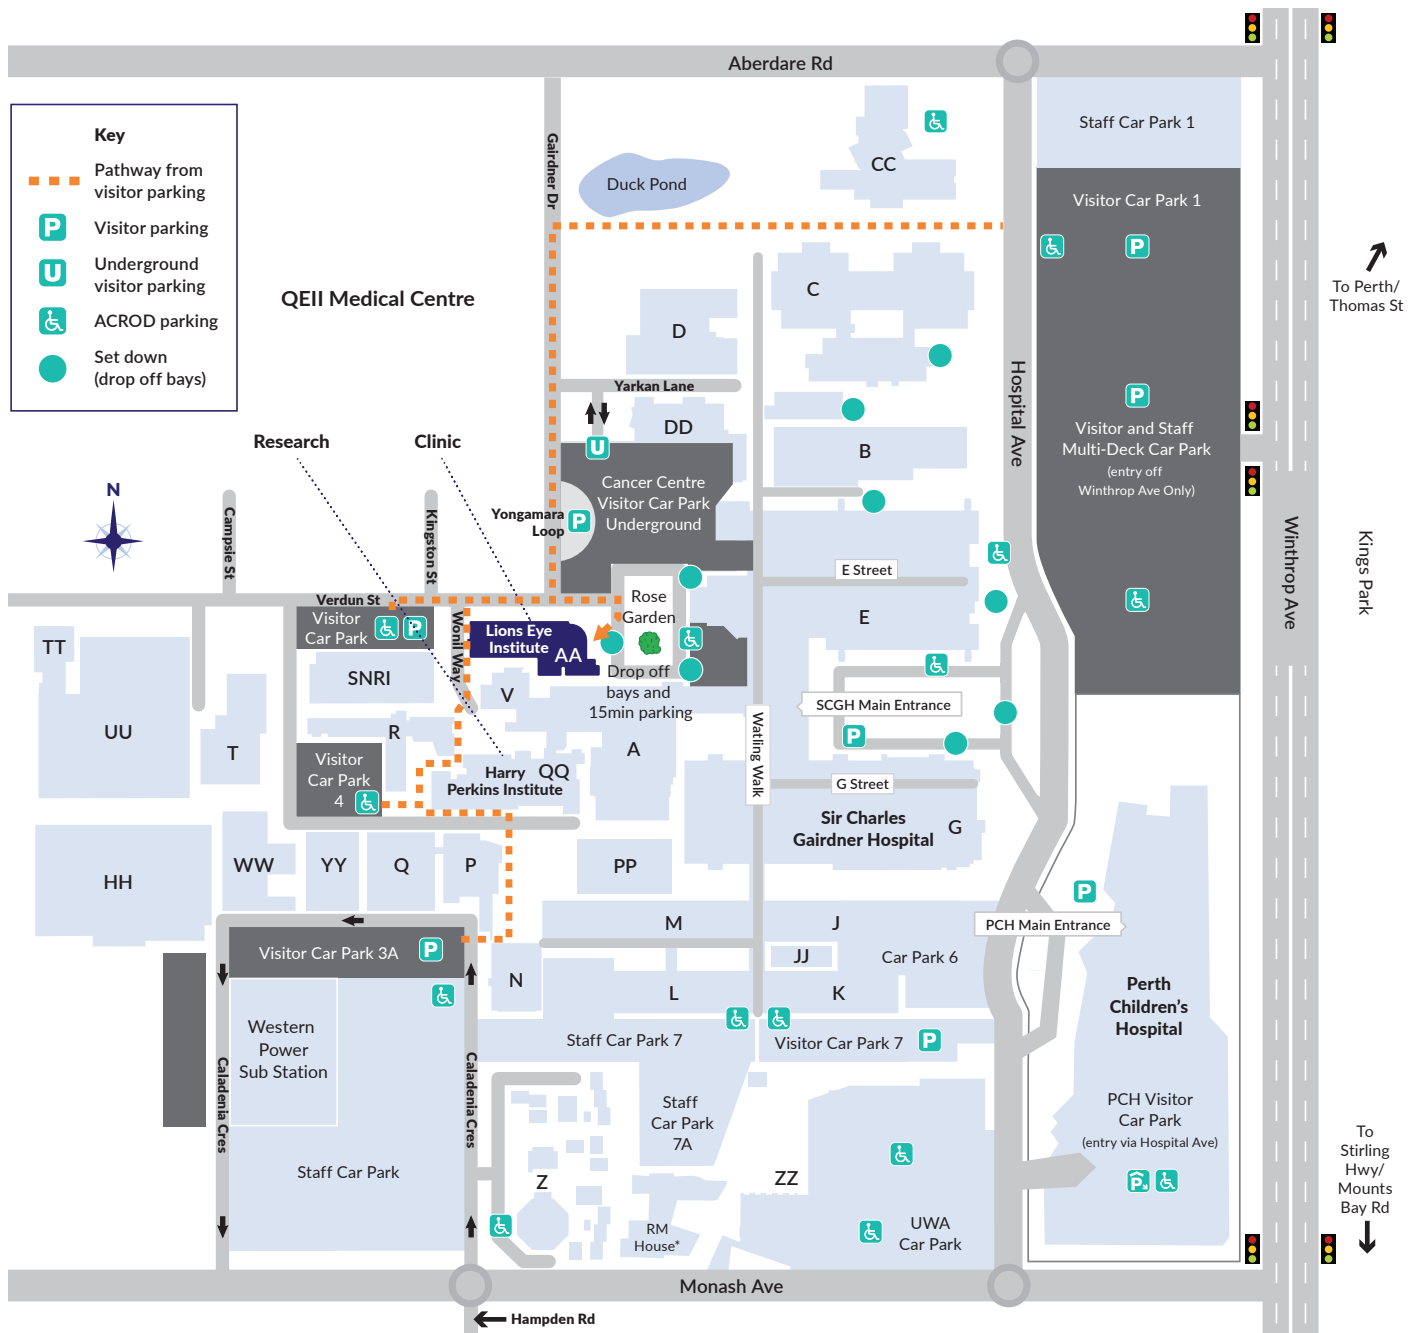 Aberdare Rd
Key
Pathway from
visitor parking
P
Visitor parking
U
Underground
visitor parking
ACROD parking
Set down
(drop off bays)
Staff Car Park 1
CC
Gairdner Dr
Duck Pond
Visitor Car Park 1
P
To Perth/
Thomas St
QEII Medical Centre
C
D
Yarkan Lane
Hospital Ave
P
Visitor and Staff
Multi-Deck Car Park
(entry off
Winthrop Ave Only)
DD
B
U
Research
Clinic
Cancer Centre
Visitor Car Park
Underground
P
Yongamara
Loop
N
Campsie St
Kingston St
Winthrop Ave
Kings Park
E Street
E
Verdun St
Visitor
Car Park
P
Wonil Way
Lions Eye
Institute
AA
Rose
Garden
Drop off
bays and
15min parking
TT
SNRI
V
UU
T
R
A
Watling Walk
SCGH Main Entrance
P
Visitor
Car Park
4
Harry
Perkins Institute
QQ
G Street
Sir Charles
Gairdner Hospital
G
HH
WW
YY
Q
P
PP
P
PCH Main Entrance
M
J
JJ
Car Park 6
Visitor Car Park 3A
P
N
L
K
Perth
Children's
Hospital
Western
Power
Sub Station
Staff Car Park 7
Visitor Car Park 7
P
Caladenia Cres
Caladenia Cres
Staff
Car Park
7A
PCH Visitor
Car Park
(entry via Hospital Ave)
P
To
Stirling
Hwy/
Mounts
Bay Rd
Staff Car Park
Z
ZZ
RM
House*
UWA
Car Park
Monash Ave
Hampden Rd